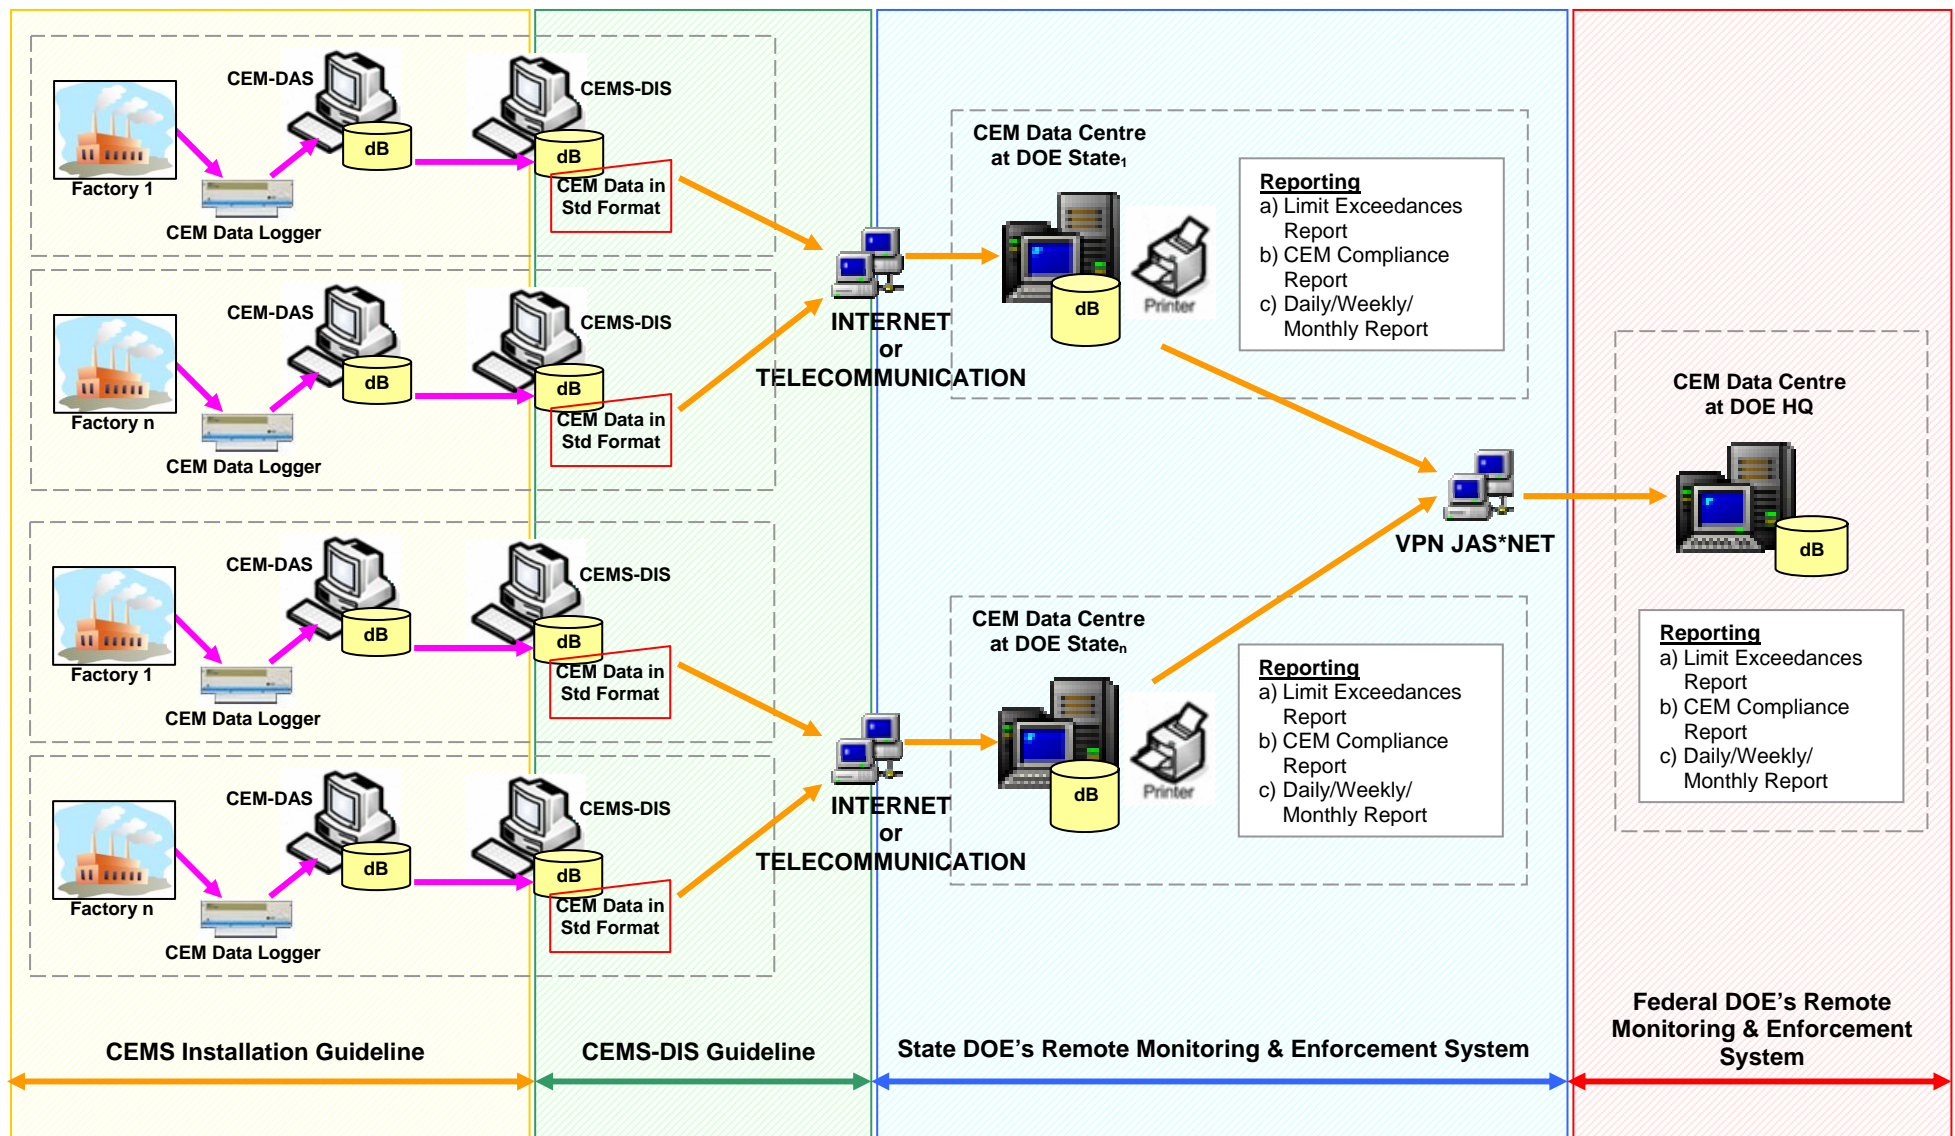 CEM-DAS
dB
CEMS-DIS
dB
Factory 1
CEM Data Logger
CEM Data in
Std Format
CEM-DAS
dB
CEMS-DIS
dB
Factory n
CEM Data Logger
CEM Data in
Std Format
INTERNET
or
TELECOMMUNICATION
CEM Data Centre
at DOE State1
dB
Printer
Reporting
a) Limit Exceedances
Report
b) CEM Compliance
Report
c) Daily/Weekly/
Monthly Report
CEM-DAS
dB
CEMS-DIS
dB
Factory 1
CEM Data Logger
CEM Data in
Std Format
CEM-DAS
dB
CEMS-DIS
dB
Factory n
CEM Data Logger
CEM Data in
Std Format
INTERNET
or
TELECOMMUNICATION
CEM Data Centre
at DOE Staten
dB
Printer
Reporting
a) Limit Exceedances
Report
b) CEM Compliance
Report
c) Daily/Weekly/
Monthly Report
VPN JAS*NET
CEM Data Centre
at DOE HQ
dB
Reporting
a) Limit Exceedances
Report
b) CEM Compliance
Report
c) Daily/Weekly/
Monthly Report
CEMS Installation Guideline
CEMS-DIS Guideline
State DOE’s Remote Monitoring & Enforcement System
Federal DOE’s Remote
Monitoring & Enforcement
System